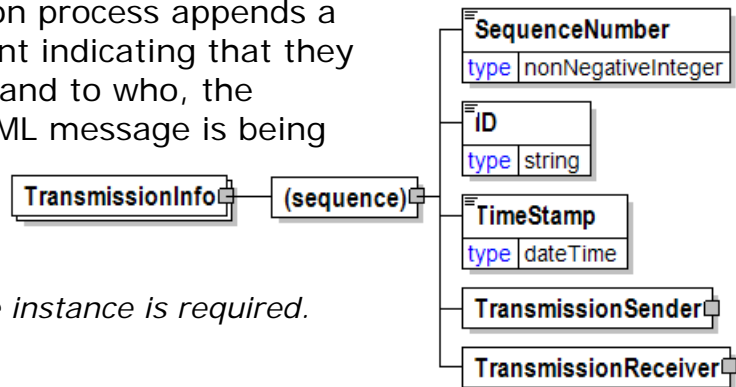 on process appends a
nt indicating that they
and to who, the
ML message is being
TransmissionInfo
(sequence)
SequenceNumber
type nonNegativeInteger
ID
type string
TimeStamp
type dateTime
TransmissionSender
TransmissionReceiver
instance is required.